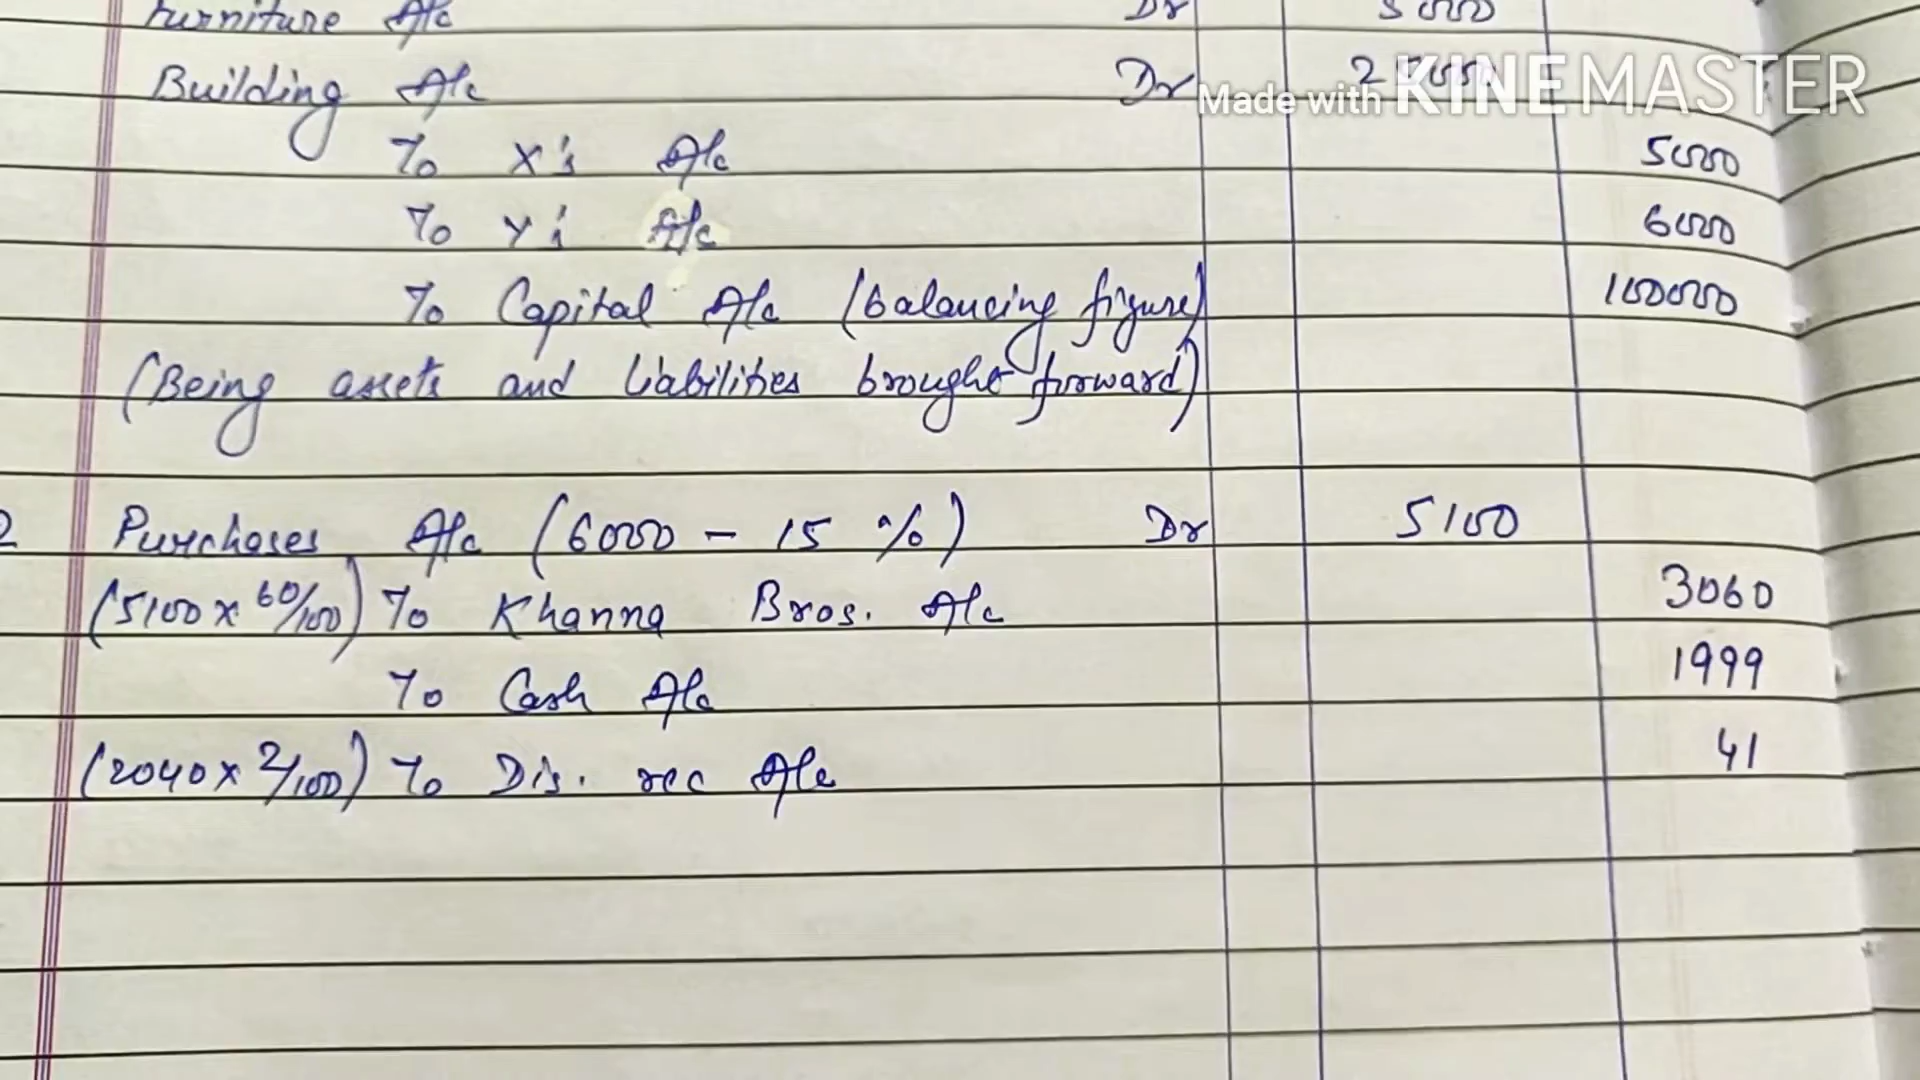 Furniture A/c Dr 5000
Building A/c Dr
Made with KINEMASTER
To X's A/c 5000
To Y's A/c 6000
To Capital A/c (balancing figure) 100000
(Being assets and liabilities brought forward)
2 Purchases A/c (6000 - 15 %) Dr 5100
(5100 x 60/100) To Khanna Bros. A/c 3060
To Cash A/c 1999
(2040 x 2/100) To Dis. rec A/c 41